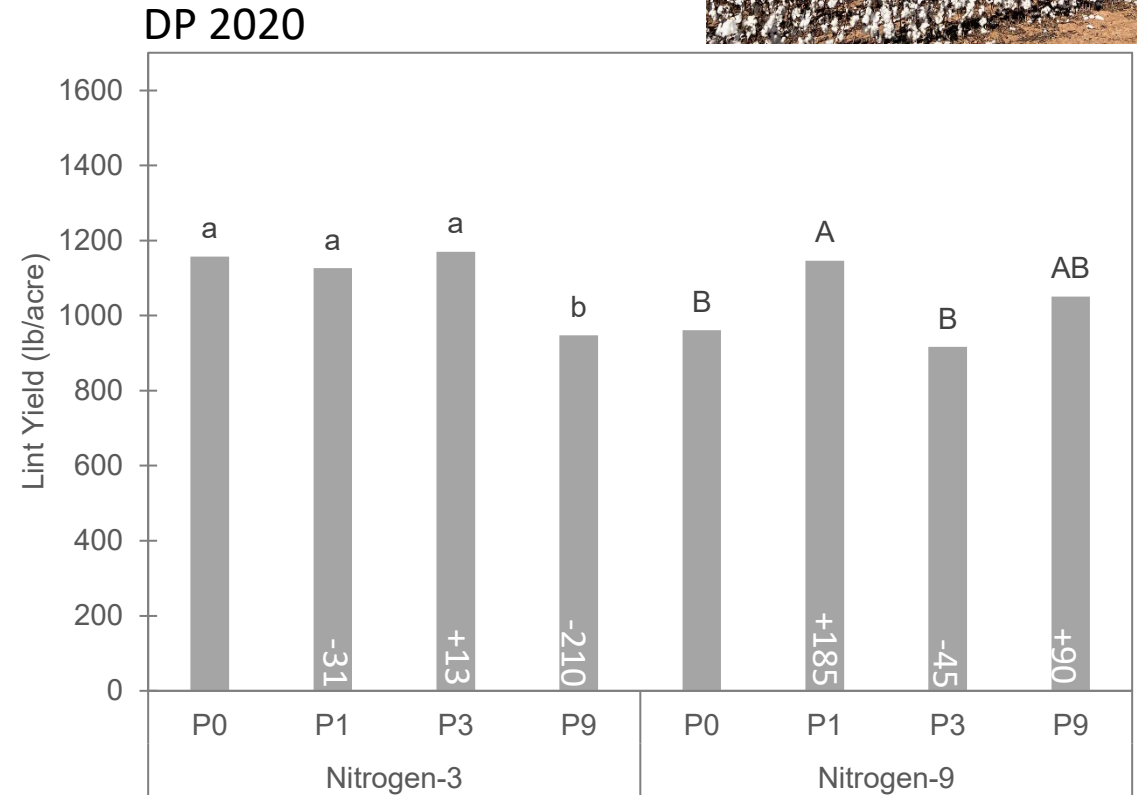 DP 2020
Lint Yield (lb/acre)
1600
1400
1200
1000
800
600
400
200
0
a
a
a
b
B
A
B
AB
-31
+13
-210
+185
-45
+90
P0 P1 P3 P9 P0 P1 P3 P9
Nitrogen-3 Nitrogen-9